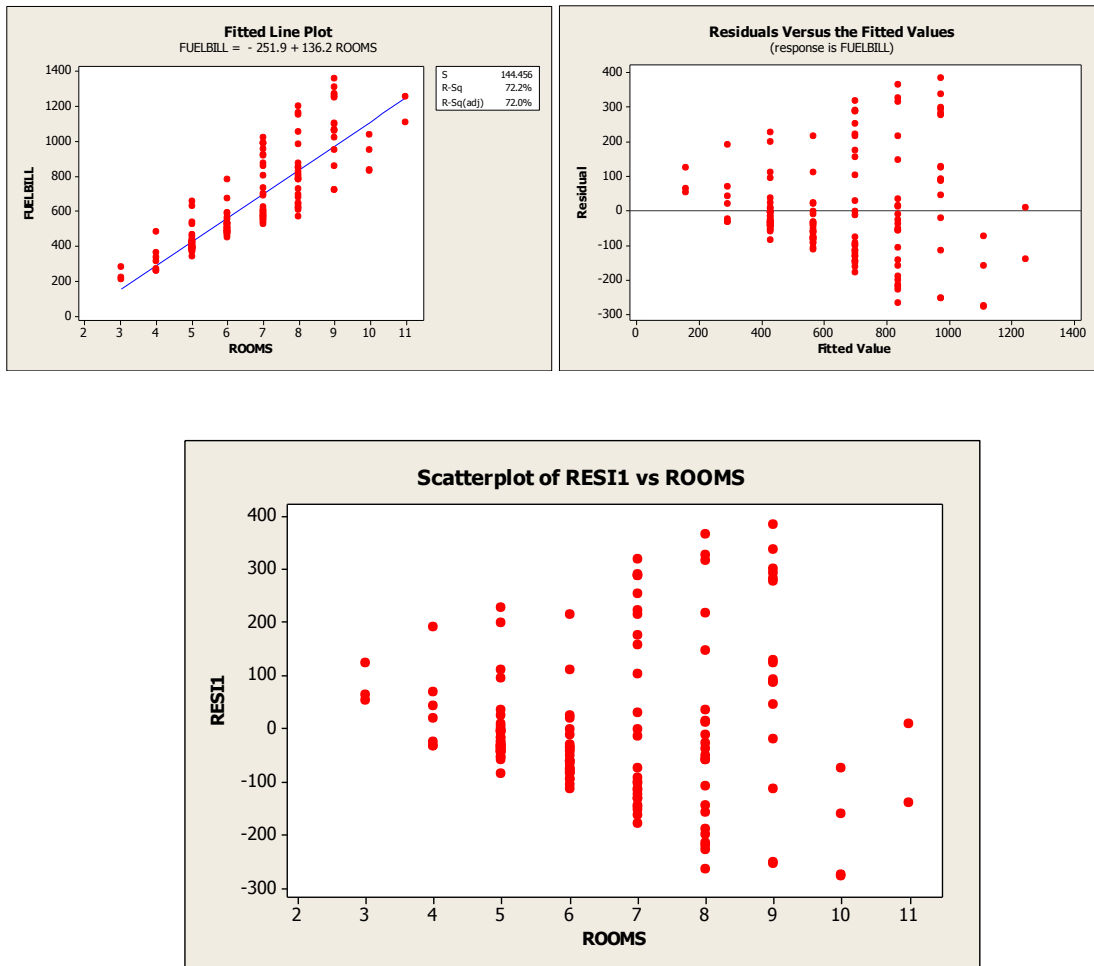 Fitted Line Plot
FUELBILL = - 251.9 + 136.2 ROOMS
S 144.456
R-Sq 72.2%
R-Sq(adj) 72.0%
1400
1200
1000
800
600
400
200
0
FUELBILL
2 3 4 5 6 7 8 9 10 11
ROOMS
Residuals Versus the Fitted Values
(response is FUELBILL)
400
300
200
100
0
-100
-200
-300
Residual
0 200 400 600 800 1000 1200 1400
Fitted Value
Scatterplot of RESI1 vs ROOMS
400
300
200
100
0
-100
-200
-300
RESI1
2 3 4 5 6 7 8 9 10 11
ROOMS